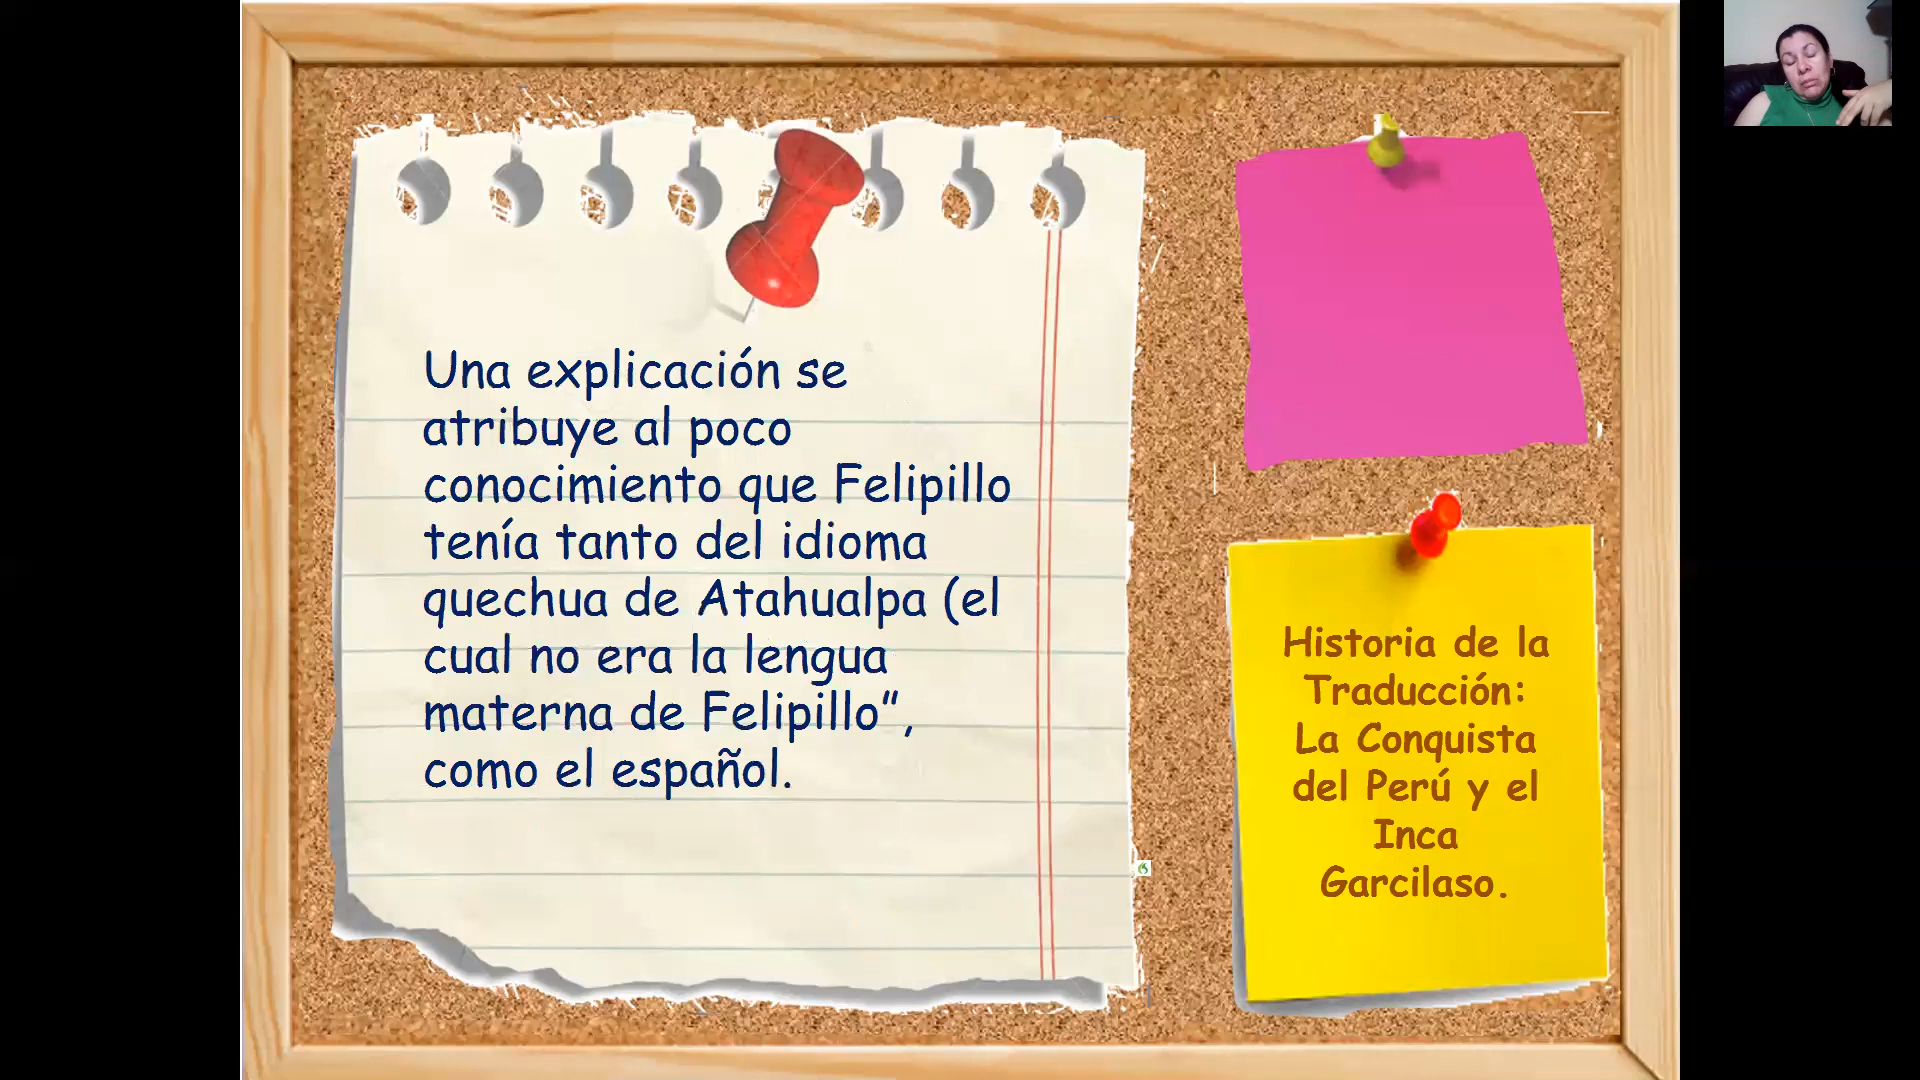 Una explicación se
atribuye al poco
conocimiento que Felipillo
tenía tanto del idioma
quechua de Atahualpa (el
cual no era la lengua
materna de Felipillo”,
como el español.
Historia de la
Traducción:
La Conquista
del Perú y el
Inca
Garcilaso.